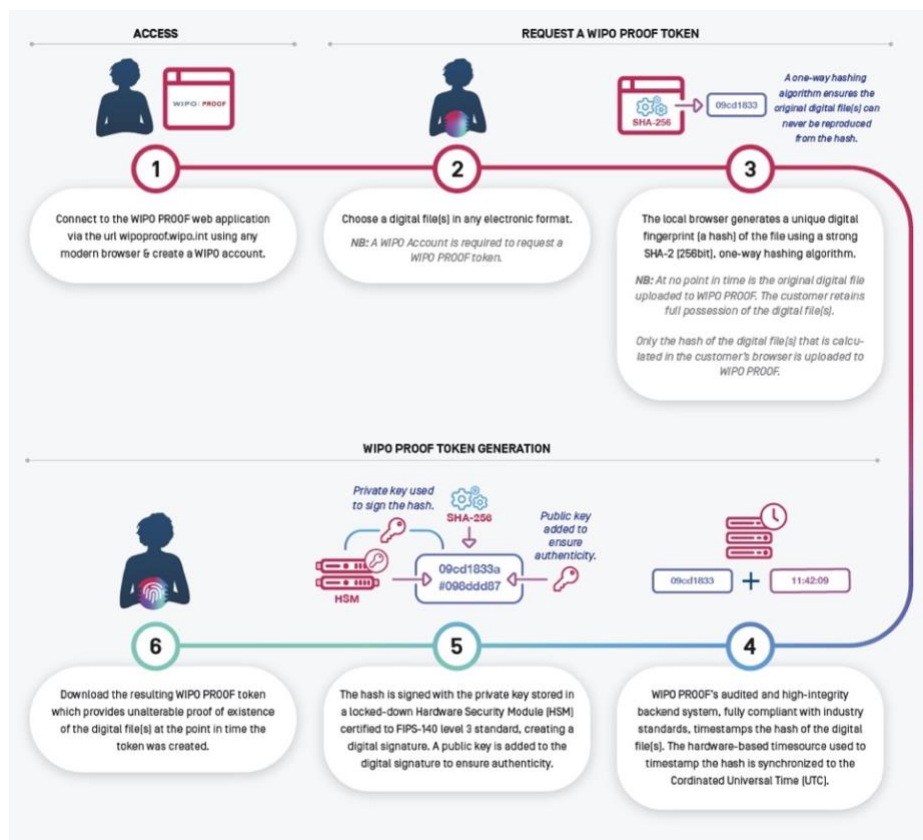 ACCESS
REQUEST A WIPO PROOF TOKEN
WIPO | PROOF
SHA-256
09cd1833
A one-way hashing
algorithm ensures the
original digital file(s) can
never be reproduced
from the hash.
1
2
3
Connect to the WIPO PROOF web application
via the url wipoproof.wipo.int using any
modern browser & create a WIPO account.
Choose a digital file(s) in any electronic format.
NB: A WIPO Account is required to request a
WIPO PROOF token.
The local browser generates a unique digital
fingerprint (a hash) of the file using a strong
SHA-2 (256bit), one-way hashing algorithm.
NB: At no point in time is the original digital file
uploaded to WIPO PROOF. The customer retains
full possession of the digital file(s).
Only the hash of the digital file(s) that is calcu-
lated in the customer's browser is uploaded to
WIPO PROOF.
WIPO PROOF TOKEN GENERATION
Private key used
to sign the hash.
SHA-256
Public key
added to
ensure
authenticity.
HSM
09cd1833a
#098ddd87
09cd1833
+
11:42:09
6
5
4
Download the resulting WIPO PROOF token
which provides unalterable proof of existence
of the digital file(s) at the point in time the
token was created.
The hash is signed with the private key stored in
a locked-down Hardware Security Module (HSM)
certified to FIPS-140 level 3 standard, creating a
digital signature. A public key is added to the
digital signature to ensure authenticity.
WIPO PROOF's audited and high-integrity
backend system, fully compliant with industry
standards, timestamps the hash of the digital
file(s). The hardware-based timesource used to
timestamp the hash is synchronized to the
Cordinated Universal Time (UTC).